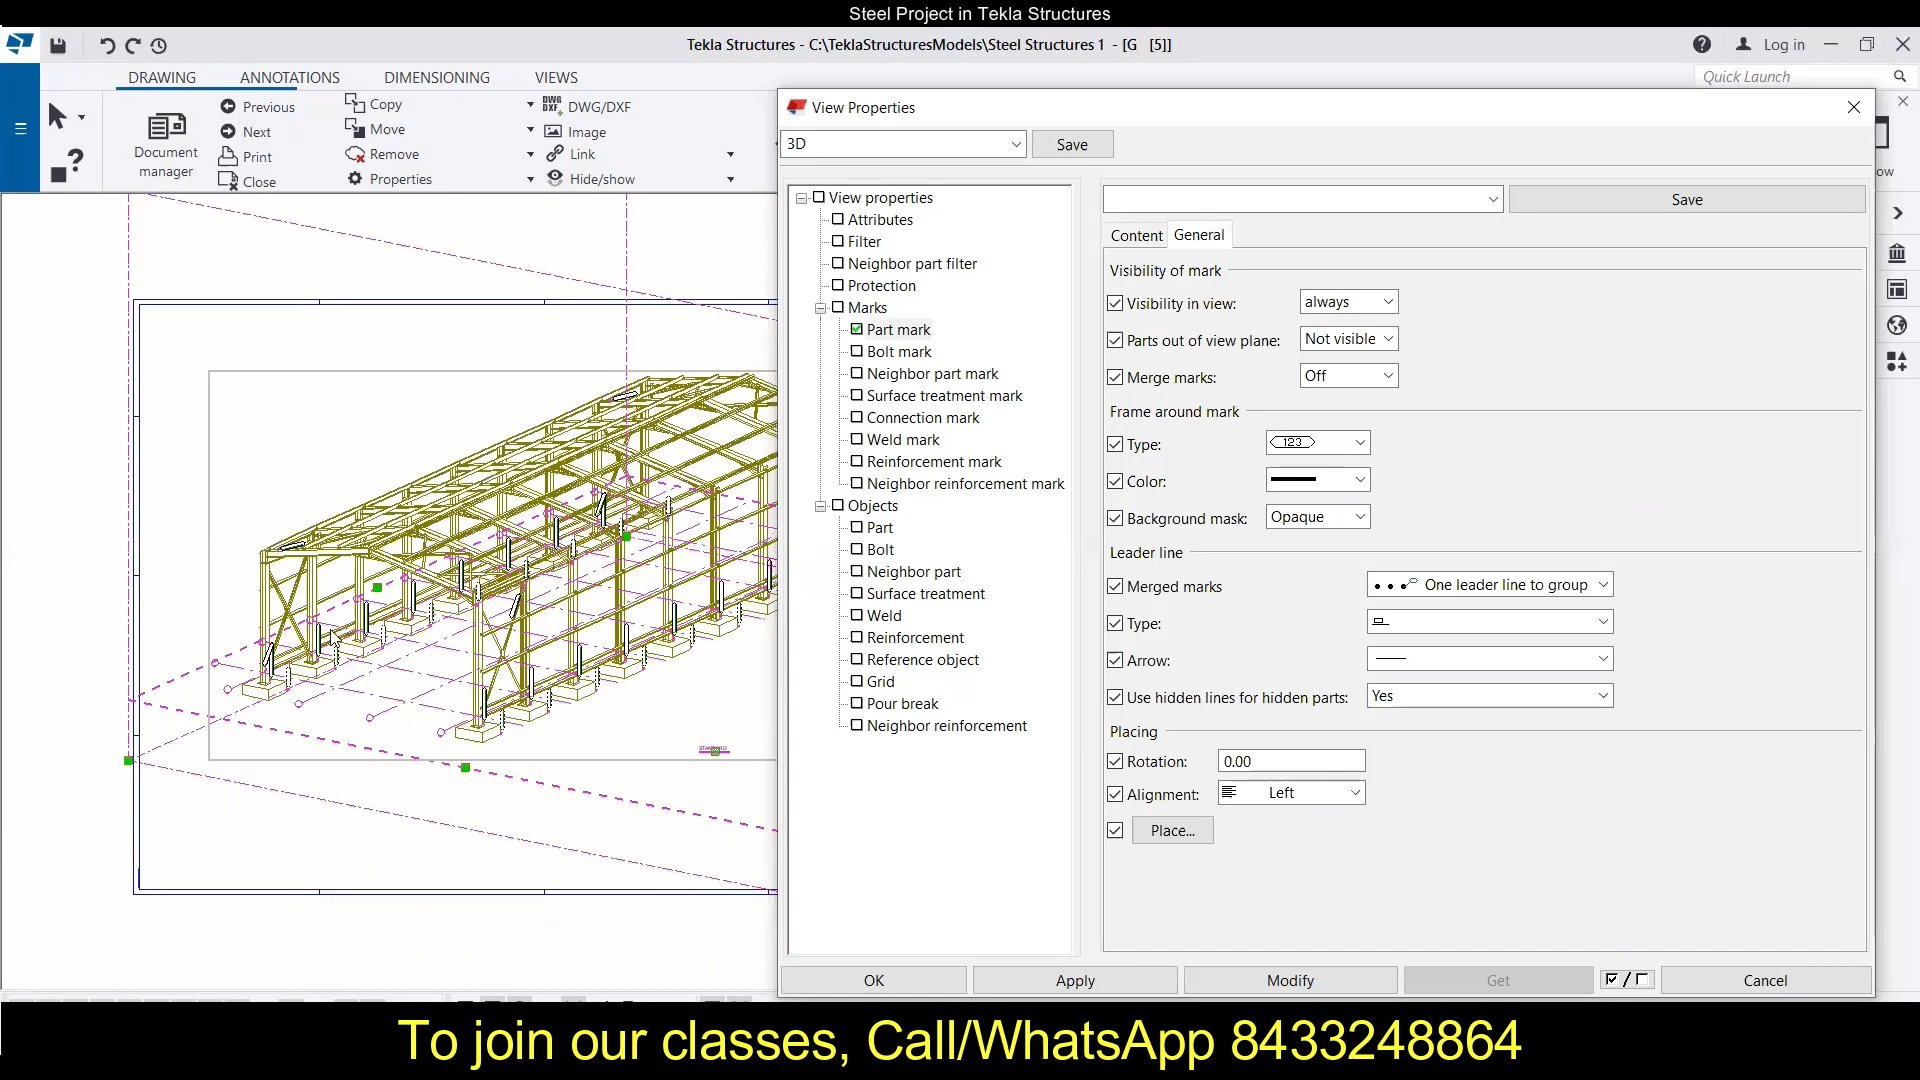 Steel Project in Tekla Structures
Tekla Structures - C:\TeklaStructuresModels\Steel Structures 1 - [G [5]]
Log in
DRAWING ANNOTATIONS DIMENSIONING VIEWS
Quick Launch
Document manager
Previous
Next
Print
Close
Copy
Move
Remove
Properties
DWG DXF DWG/DXF
Image
Link
Hide/show
ow
View Properties
3D
Save
View properties
Attributes
Filter
Neighbor part filter
Protection
Marks
Part mark
Bolt mark
Neighbor part mark
Surface treatment mark
Connection mark
Weld mark
Reinforcement mark
Neighbor reinforcement mark
Objects
Part
Bolt
Neighbor part
Surface treatment
Weld
Reinforcement
Reference object
Grid
Pour break
Neighbor reinforcement
Save
Content General
Visibility of mark
Visibility in view: always
Parts out of view plane: Not visible
Merge marks: Off
Frame around mark
Type: 123
Color:
Background mask: Opaque
Leader line
Merged marks One leader line to group
Type:
Arrow:
Use hidden lines for hidden parts: Yes
Placing
Rotation: 0.00
Alignment: Left
Place...
STANDARD
OK Apply Modify Get Cancel
To join our classes, Call/WhatsApp 8433248864